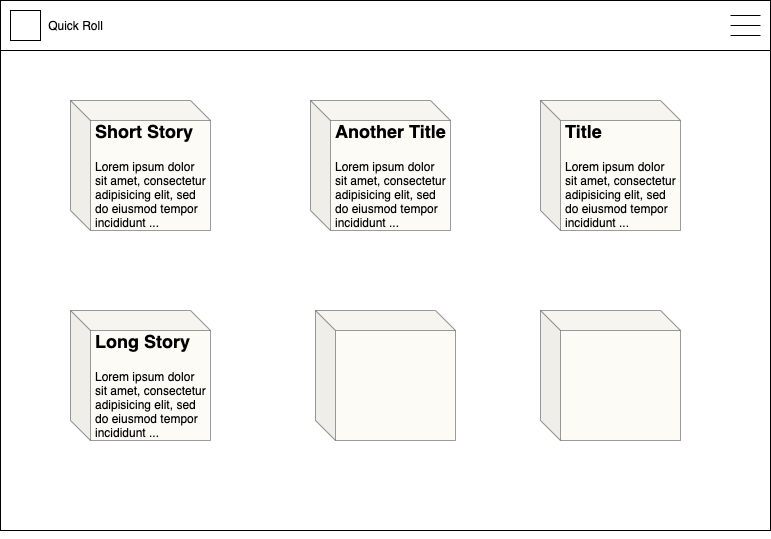 Quick Roll
Short Story
Lorem ipsum dolor
sit amet, consectetur
adipisicing elit, sed
do eiusmod tempor
incididunt ...
Another Title
Lorem ipsum dolor
sit amet, consectetur
adipisicing elit, sed
do eiusmod tempor
incididunt ...
Title
Lorem ipsum dolor
sit amet, consectetur
adipisicing elit, sed
do eiusmod tempor
incididunt ...
Long Story
Lorem ipsum dolor
sit amet, consectetur
adipisicing elit, sed
do eiusmod tempor
incididunt ...